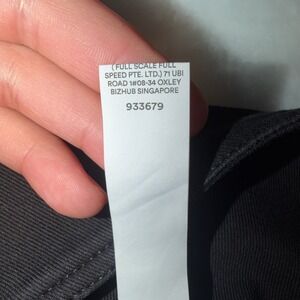 (FULL SCALE FULL
SPEED PTE. LTD.) 71 UBI
ROAD 1#08-34 OXLEY
BIZHUB SINGAPORE
933679